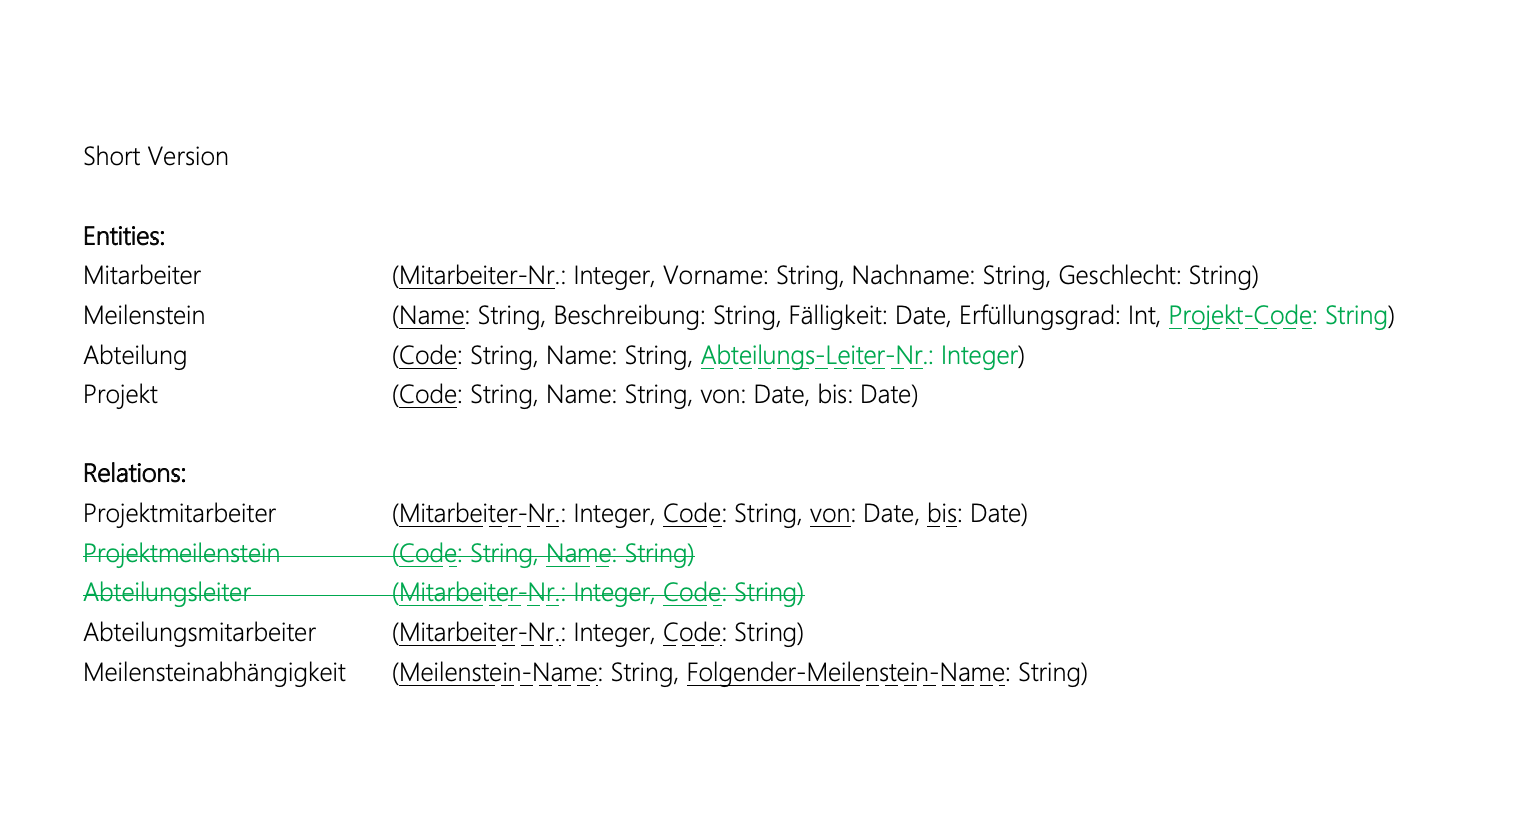 Short Version
Entities:
Mitarbeiter (Mitarbeiter-Nr.: Integer, Vorname: String, Nachname: String, Geschlecht: String)
Meilenstein (Name: String, Beschreibung: String, Fälligkeit: Date, Erfüllungsgrad: Int, Projekt-Code: String)
Abteilung (Code: String, Name: String, Abteilungs-Leiter-Nr.: Integer)
Projekt (Code: String, Name: String, von: Date, bis: Date)
Relations:
Projektmitarbeiter (Mitarbeiter-Nr.: Integer, Code: String, von: Date, bis: Date)
Projektmeilenstein (Code: String, Name: String)
Abteilungsleiter (Mitarbeiter-Nr.: Integer, Code: String)
Abteilungsmitarbeiter (Mitarbeiter-Nr.: Integer, Code: String)
Meilensteinabhängigkeit (Meilenstein-Name: String, Folgender-Meilenstein-Name: String)